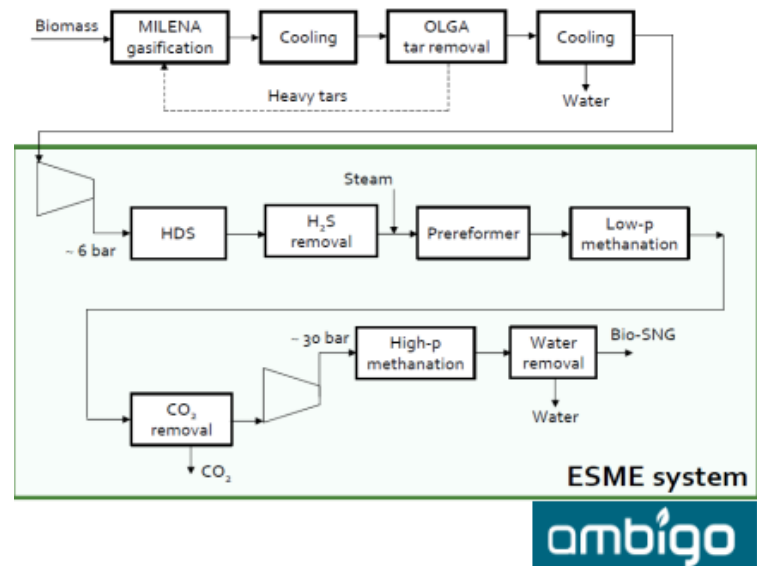 Biomass
MILENA
gasification
Cooling
OLGA
tar removal
Cooling
Heavy tars
Water
Steam
~ 6 bar
HDS
H₂S
removal
Prereformer
Low-p
methanation
~ 30 bar
High-p
methanation
Water
removal
Bio-SNG
CO₂
removal
Water
CO₂
ESME system
ambigo